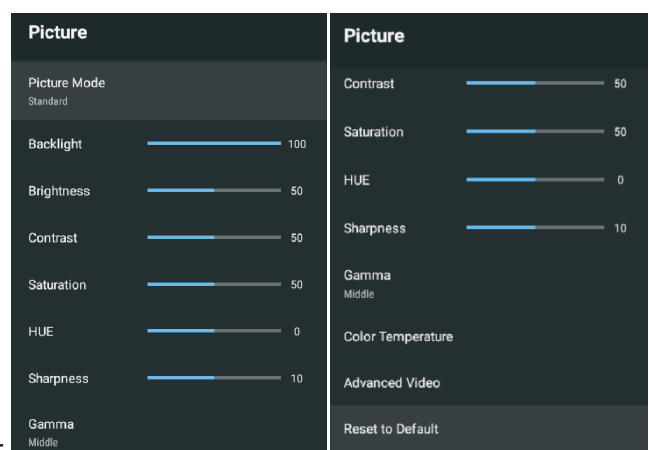 Picture
Picture Mode
Standard
Backlight 100
Brightness 50
Contrast 50
Saturation 50
HUE 0
Sharpness 10
Gamma
Middle
Picture
Contrast 50
Saturation 50
HUE 0
Sharpness 10
Gamma
Middle
Color Temperature
Advanced Video
Reset to Default